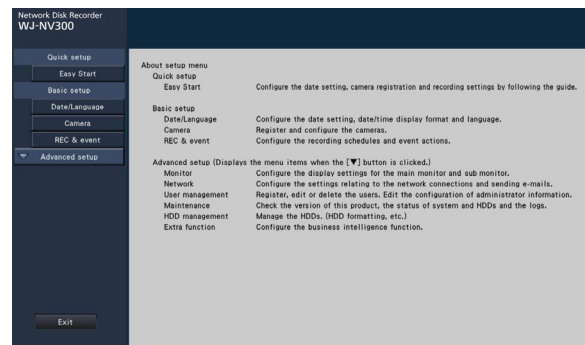 Network Disk Recorder
WJ-NV300
Quick setup
Easy Start
Basic setup
Date/Language
Camera
REC & event
Advanced setup
Exit
About setup menu
Quick setup
Easy Start Configure the date setting, camera registration and recording settings by following the guide.
Basic setup
Date/Language Configure the date setting, date/time display format and language.
Camera Register and configure the cameras.
REC & event Configure the recording schedules and event actions.
Advanced setup (Displays the menu items when the [▼] button is clicked.)
Monitor Configure the display settings for the main monitor and sub monitor.
Network Configure the settings relating to the network connections and sending e-mails.
User management Register, edit or delete the users. Edit the configuration of administrator information.
Maintenance Check the version of this product, the status of system and HDDs and the logs.
HDD management Manage the HDDs. (HDD formatting, etc.)
Extra function Configure the business intelligence function.